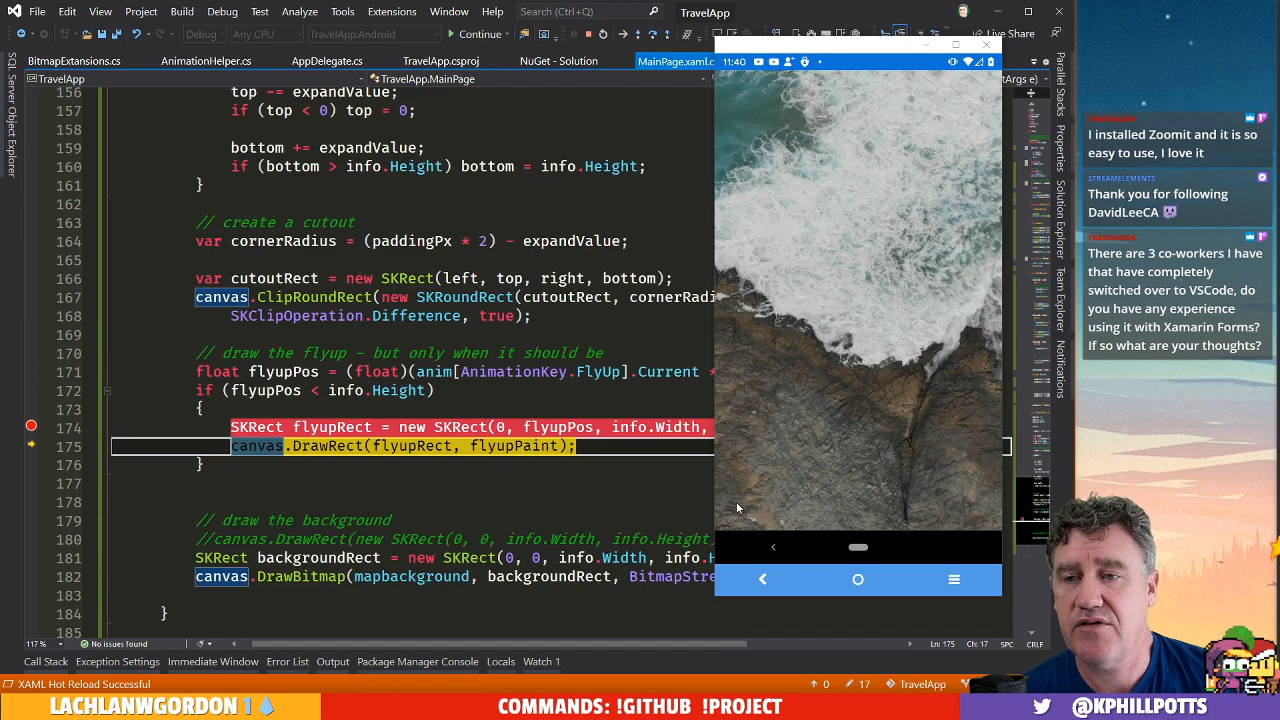 File Edit View Git Project Build Debug Test Analyze Tools Extensions Window Help Search (Ctrl+Q) TravelApp
Debug Any CPU TravelApp.Android Continue Live Share
BitmapExtensions.cs AnimationHelper.cs AppDelegate.cs TravelApp.csproj NuGet - Solution MainPage.xaml.c
TravelApp TravelApp.MainPage Args e)
156 top -= expandValue;
157 if (top < 0) top = 0;
158
159 bottom += expandValue;
160 if (bottom > info.Height) bottom = info.Height;
161 }
162
163 // create a cutout
164 var cornerRadius = (paddingPx * 2) - expandValue;
165
166 var cutoutRect = new SKRect(left, top, right, bottom);
167 canvas.ClipRoundRect(new SKRoundRect(cutoutRect, cornerRad
168 SKClipOperation.Difference, true);
169
170 // draw the flyup - but only when it should be
171 float flyupPos = (float)(anim[AnimationKey.FlyUp].Current *
172 if (flyupPos < info.Height)
173 {
174 SKRect flyupRect = new SKRect(0, flyupPos, info.Width,
175 canvas.DrawRect(flyupRect, flyupPaint);
176 }
177
178
179 // draw the background
180 //canvas.DrawRect(new SKRect(0, 0, info.Width, info.Height)
181 SKRect backgroundRect = new SKRect(0, 0, info.Width, info.H
182 canvas.DrawBitmap(mapbackground, backgroundRect, BitmapStre
183
184 }
185
117 % No issues found Ln: 175 Ch: 17 SPC CRLF
Call Stack Exception Settings Immediate Window Error List Output Package Manager Console Locals Watch 1
XAML Hot Reload Successful 0 17 TravelApp
SQL Server Object Explorer
11:40
Parallel Stacks
Properties
Solution Explorer
Team Explorer
Notifications
I installed Zoomit and it is so
easy to use, I love it
STREAMELEMENTS
Thank you for following
DavidLeeCA
There are 3 co-workers I have
that have completely
switched over to VSCode, do
you have any experience
using it with Xamarin Forms?
If so what are your thoughts?
LACHLANWGORDON 1 COMMANDS: !GITHUB !PROJECT @KPHILLPOTTS